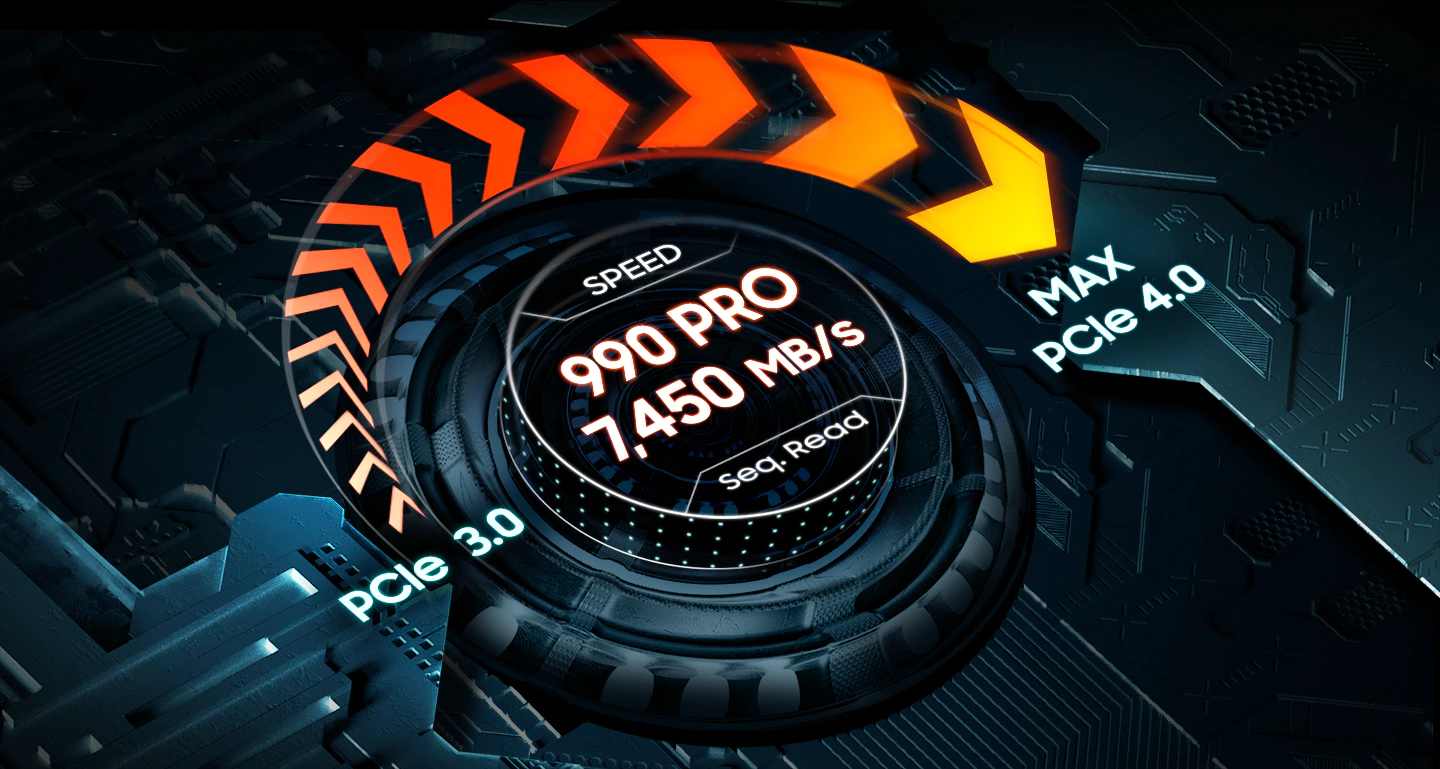 SPEED
990 PRO
7,450 MB/s
Seq. Read
MAX
PCIe 4.0
PCIe 3.0